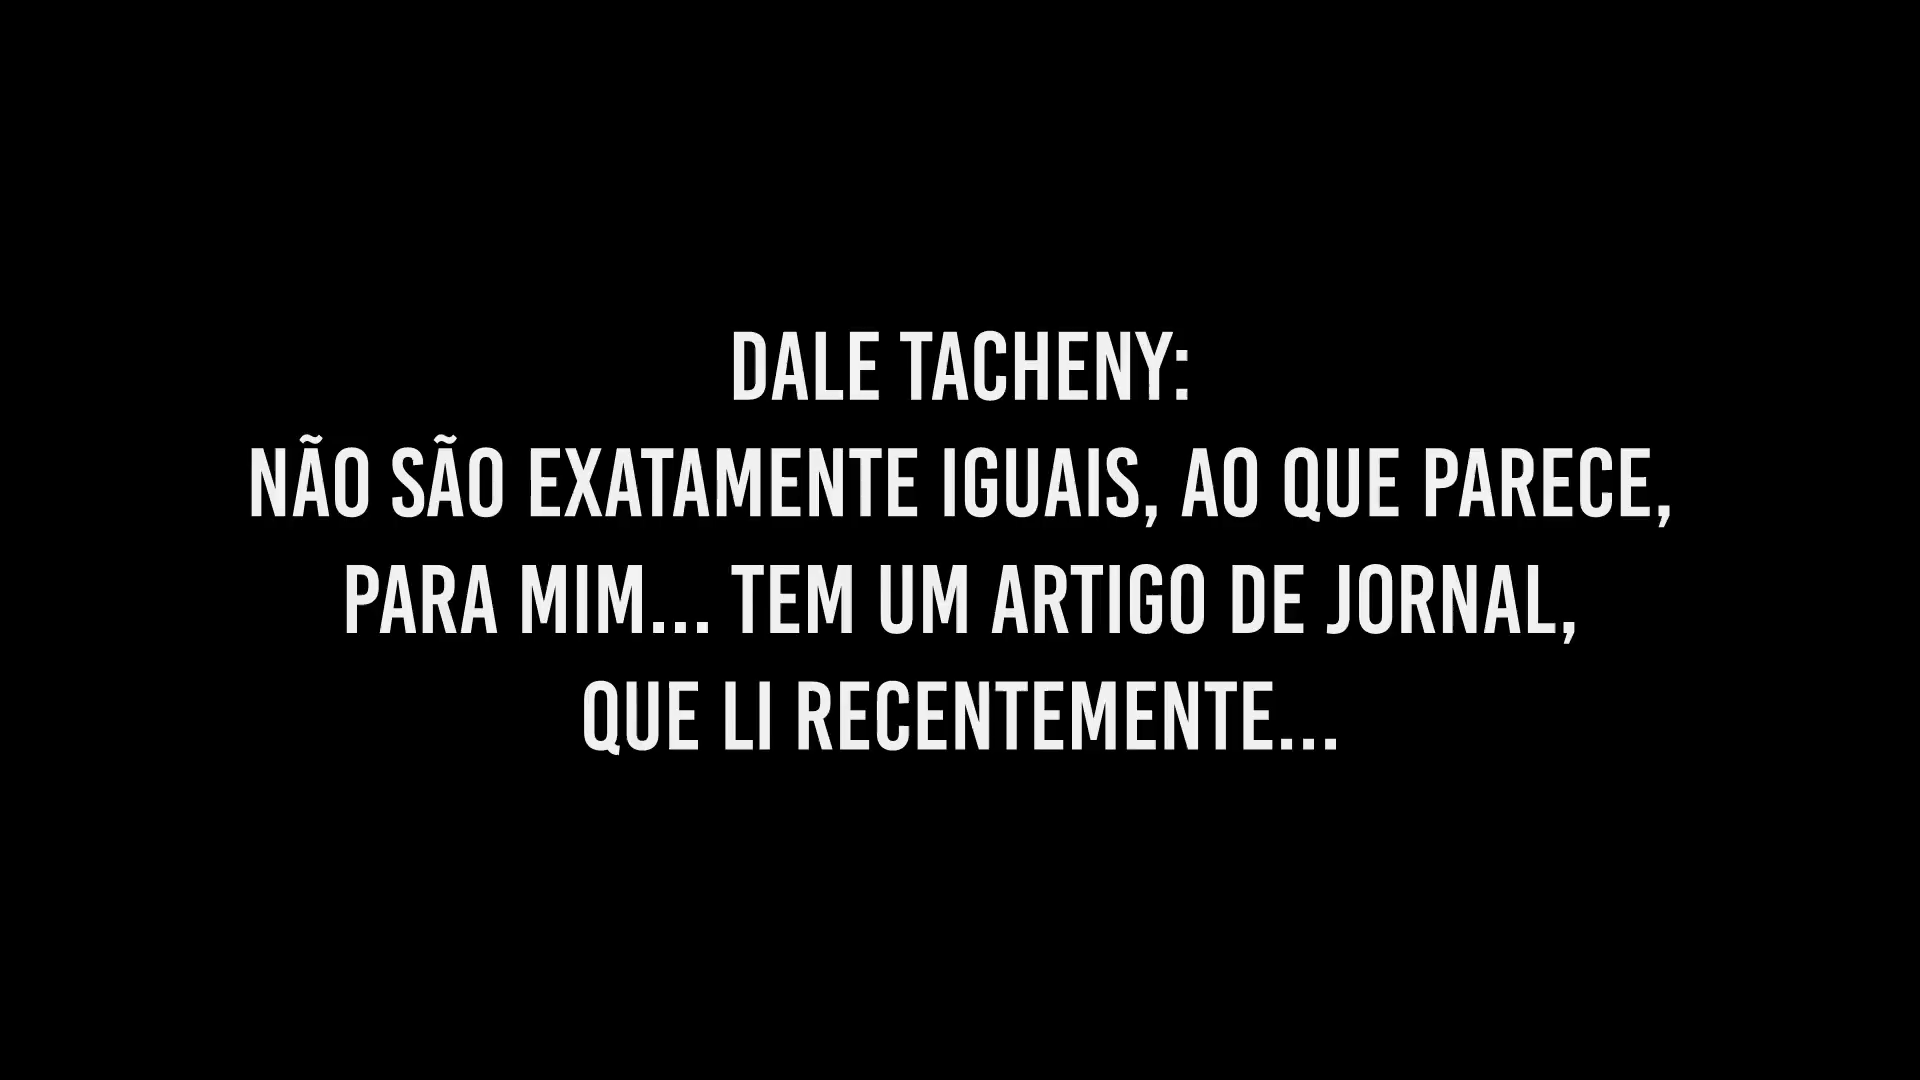 DALE TACHENY:
NÃO SÃO EXATAMENTE IGUAIS, AO QUE PARECE,
PARA MIM... TEM UM ARTIGO DE JORNAL,
QUE LI RECENTEMENTE...